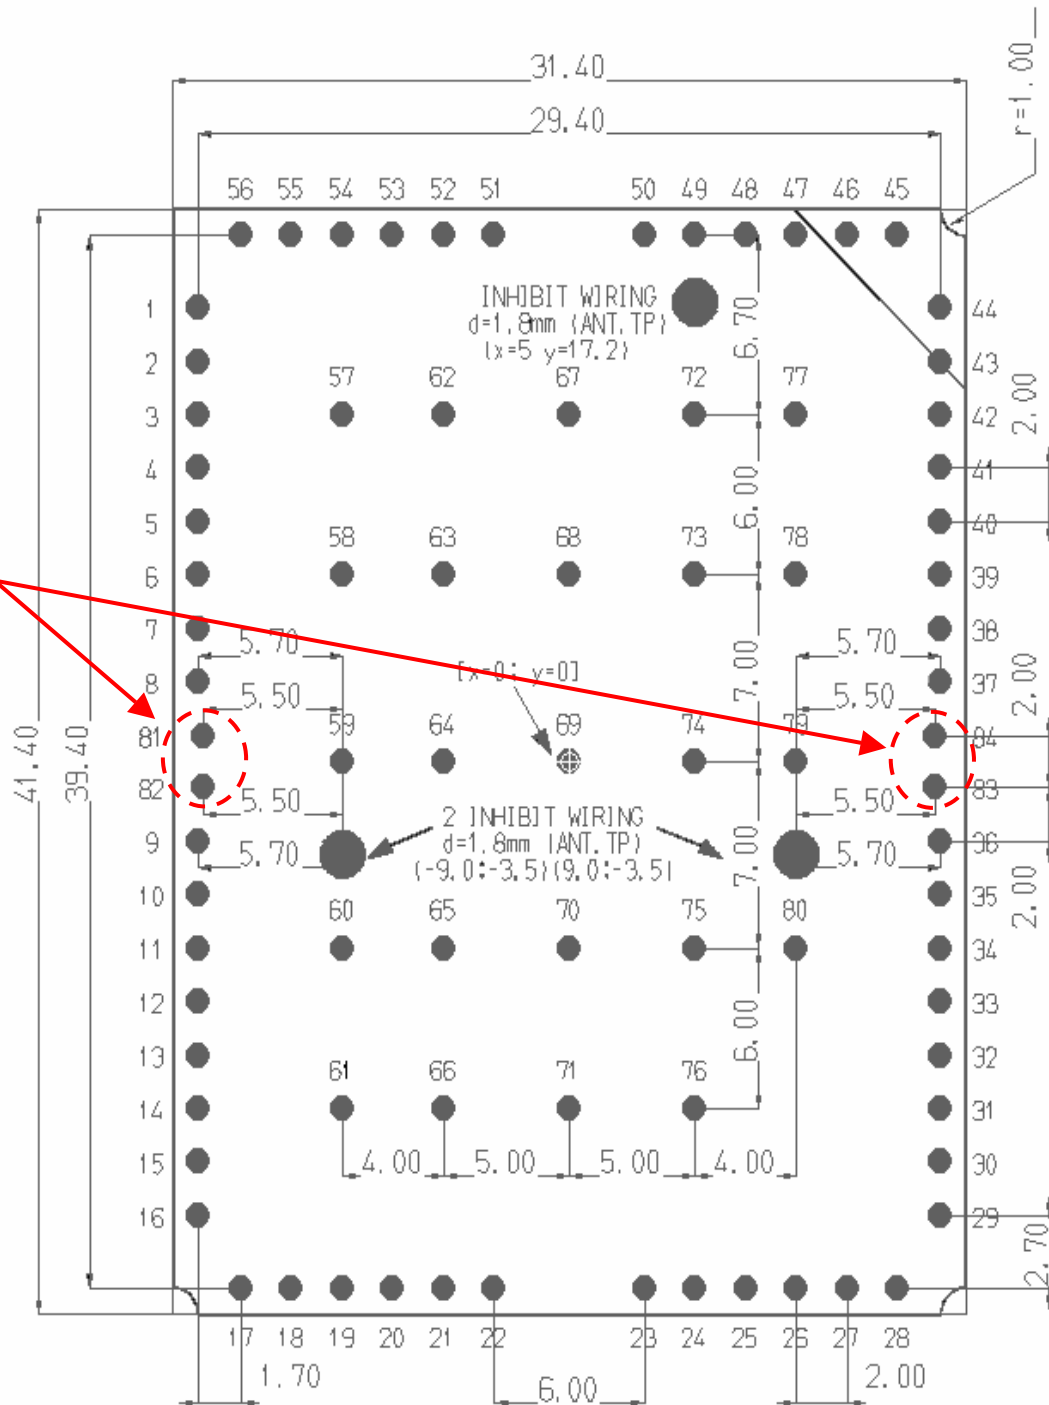 31.40
29.40
r=1.00
56 55 54 53 52 51 50 49 48 47 46 45
INHIBIT WIRING
d=1.8mm (ANT.TP)
(x=5 y=17.2)
6.70
1 44
2 43
57 62 67 72 77
3 42
2.00
4 41
6.00
5 40
58 63 68 73 78
6 39
7 38
5.70 5.70
[x=0; y=0]
7.00
8 37
5.50 5.50
2.00
81 59 64 69 74 79 84
41.40
39.40
82 83
5.50 5.50
2 INHIBIT WIRING
d=1.8mm (ANT.TP)
(-9.0:-3.5)(9.0:-3.5)
9 36
5.70 5.70
7.00
2.00
10 35
60 65 70 75 80
11 34
12 33
6.00
13 32
61 66 71 76
14 31
4.00 5.00 5.00 4.00
15 30
16 29
2.70
17 18 19 20 21 22 23 24 25 26 27 28
1.70
6.00
2.00